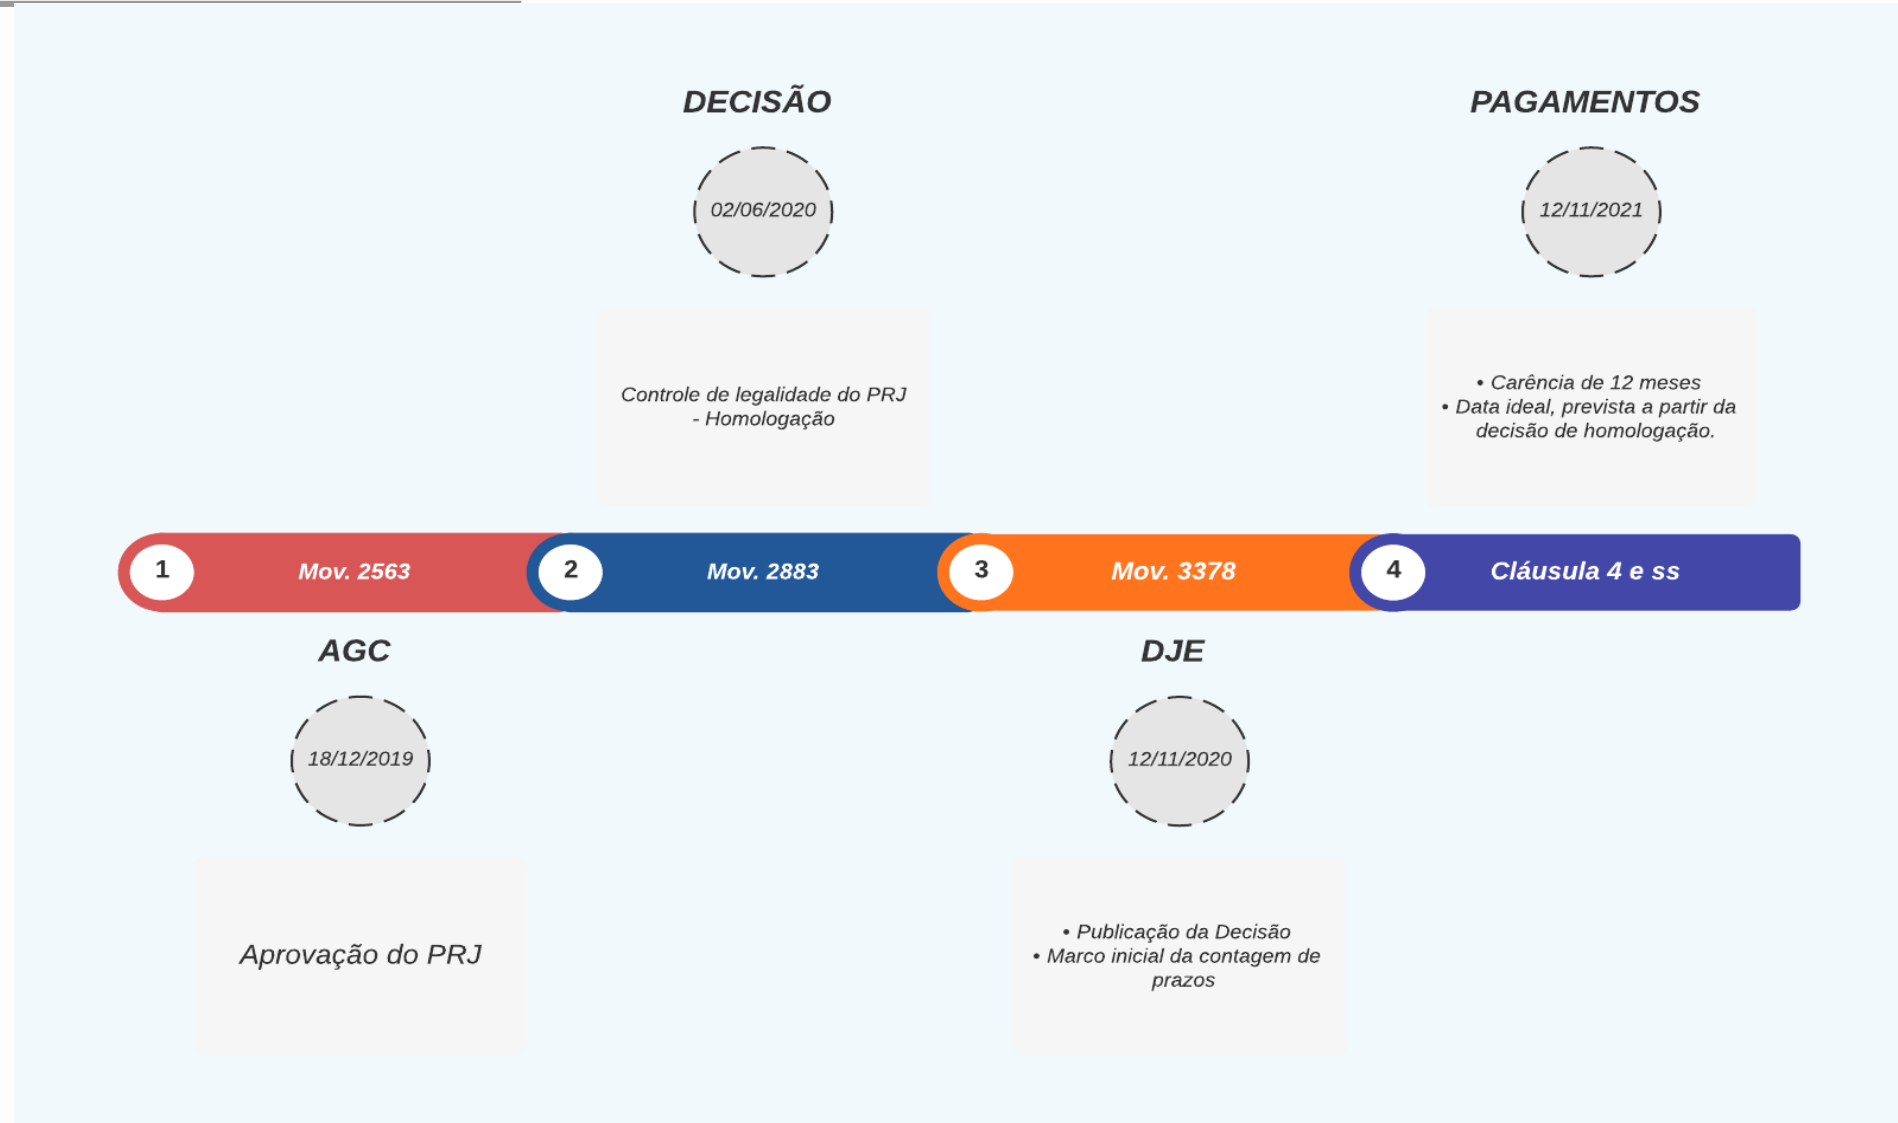 DECISÃO
02/06/2020
Controle de legalidade do PRJ
- Homologação
PAGAMENTOS
12/11/2021
• Carência de 12 meses
• Data ideal, prevista a partir da
decisão de homologação.
1 Mov. 2563
2 Mov. 2883
3 Mov. 3378
4 Cláusula 4 e ss
AGC
18/12/2019
Aprovação do PRJ
DJE
12/11/2020
• Publicação da Decisão
• Marco inicial da contagem de
prazos